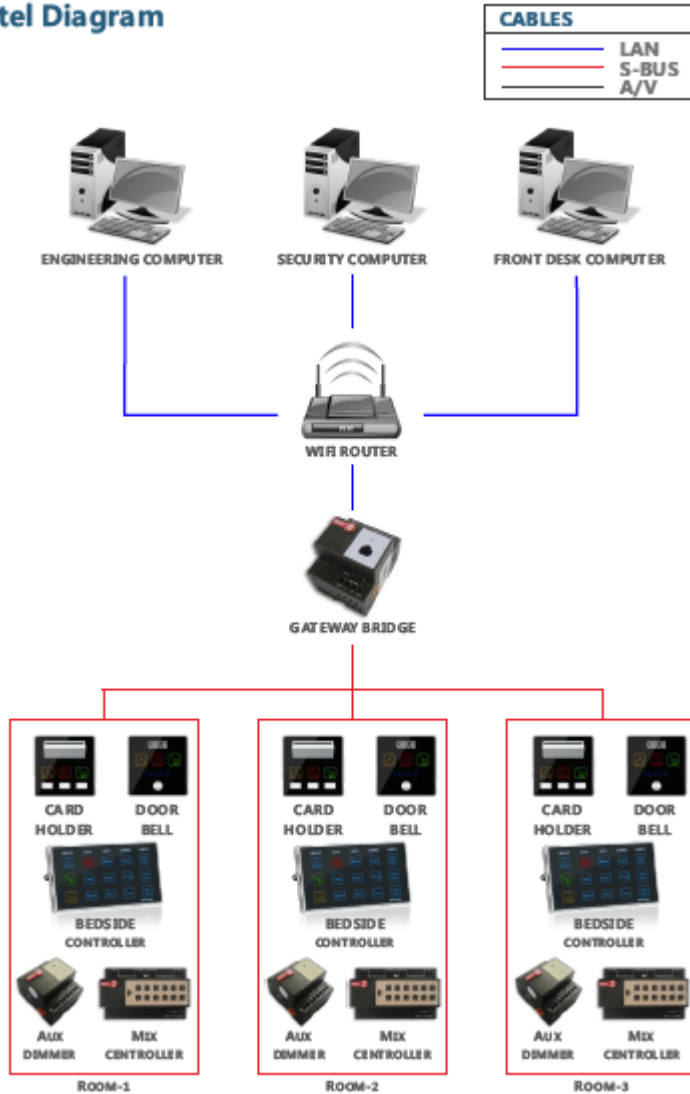 tel Diagram
CABLES
LAN
S-BUS
A/V
ENGINEERING COMPUTER
SECURITY COMPUTER
FRONT DESK COMPUTER
WIFI ROUTER
GATEWAY BRIDGE
CARD HOLDER
DOOR BELL
BEDSIDE
CONTROLLER
AUX DIMMER
MIX CENTROLLER
ROOM-1
CARD HOLDER
DOOR BELL
BEDSIDE
CONTROLLER
AUX DIMMER
MIX CENTROLLER
ROOM-2
CARD HOLDER
DOOR BELL
BEDSIDE
CONTROLLER
AUX DIMMER
MIX CENTROLLER
ROOM-3